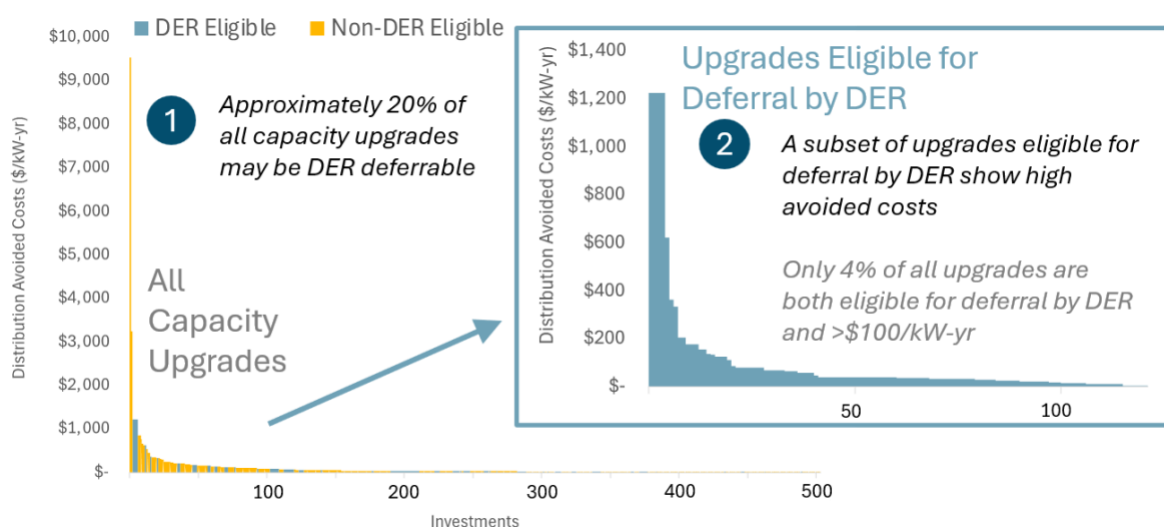 DER Eligible
Non-DER Eligible
Distribution Avoided Costs ($/kW-yr)
$10,000
$9,000
$8,000
$7,000
$6,000
$5,000
$4,000
$3,000
$2,000
$1,000
$-
1
Approximately 20% of
all capacity upgrades
may be DER deferrable
All
Capacity
Upgrades
100
200
300
400
500
Investments
Distribution Avoided Costs ($/kW-yr)
$1,400
$1,200
$1,000
$800
$600
$400
$200
$-
Upgrades Eligible for
Deferral by DER
2
A subset of upgrades eligible for
deferral by DER show high
avoided costs
Only 4% of all upgrades are
both eligible for deferral by DER
and >$100/kW-yr
50
100